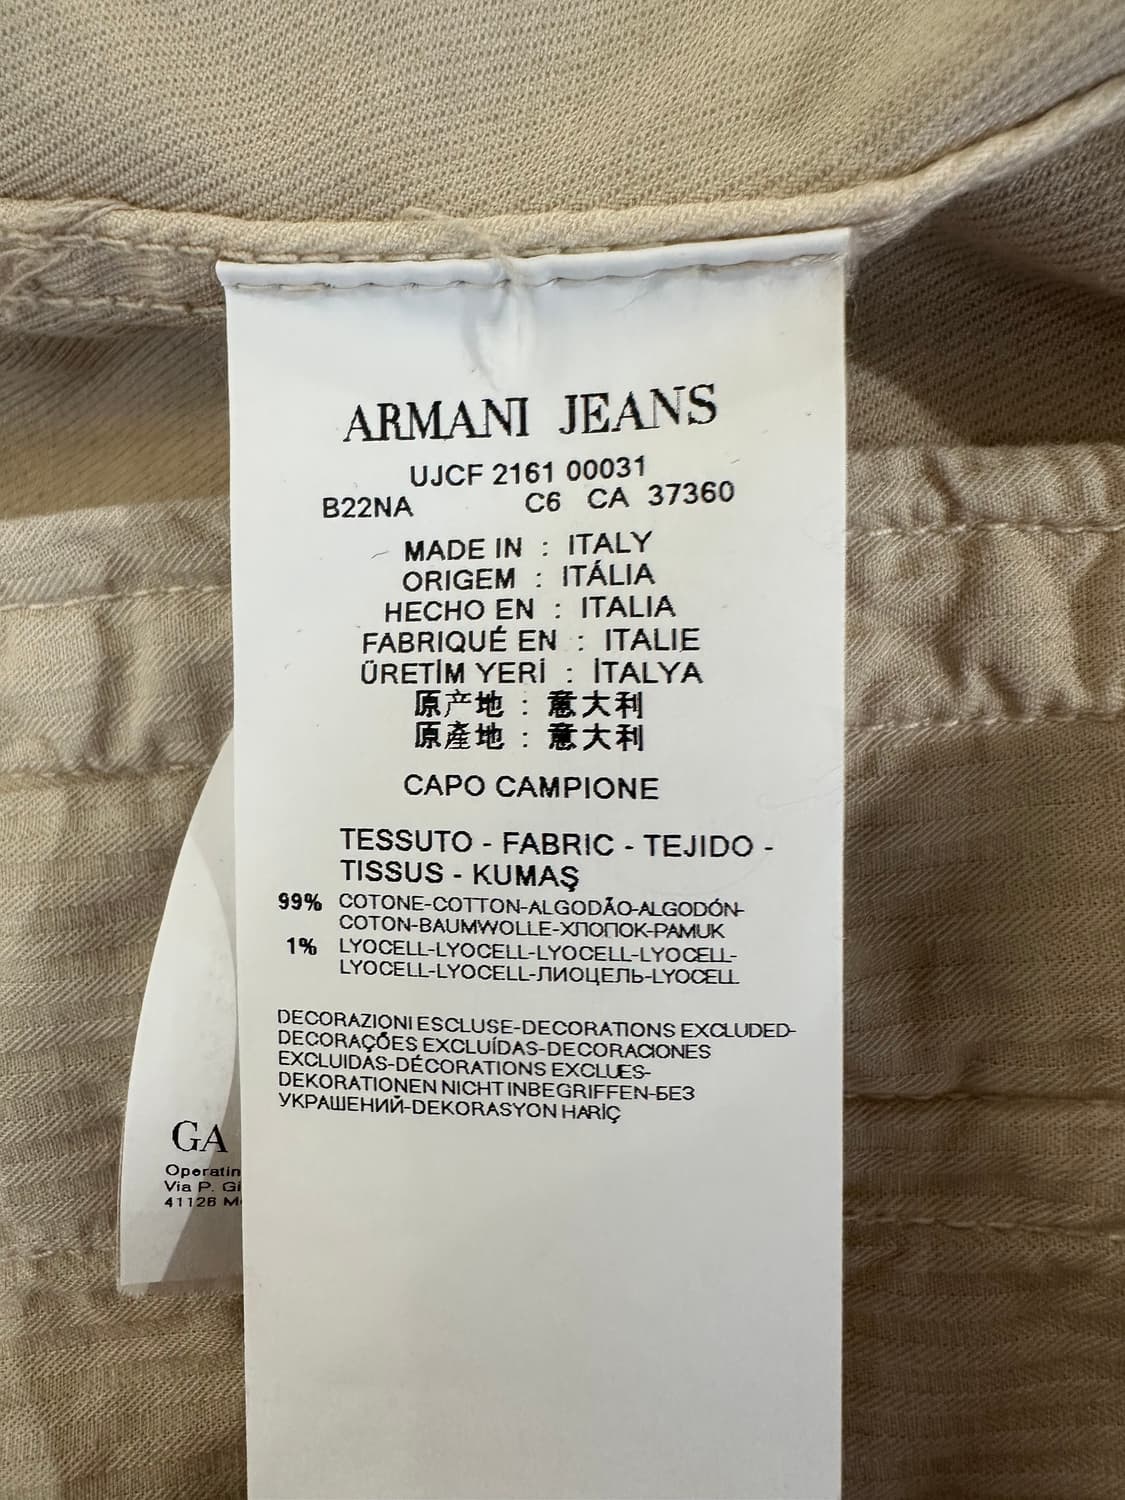 ARMANI JEANS
UJCF 2161 00031
B22NA C6 CA 37360
MADE IN : ITALY
ORIGEM : ITÁLIA
HECHO EN : ITALIA
FABRIQUÉ EN : ITALIE
ÜRETİM YERİ : İTALYA
原产地 : 意大利
原產地 : 意大利
CAPO CAMPIONE
TESSUTO - FABRIC - TEJIDO -
TISSUS - KUMAŞ
99% COTONE-COTTON-ALGODÃO-ALGODÓN-
COTON-BAUMWOLLE-ХЛОПОК-PAMUK
1% LYOCELL-LYOCELL-LYOCELL-LYOCELL-
LYOCELL-LYOCELL-ЛИОЦЕЛЬ-LYOCELL
DECORAZIONI ESCLUSE-DECORATIONS EXCLUDED-
DECORAÇÕES EXCLUÍDAS-DECORACIONES
EXCLUIDAS-DÉCORATIONS EXCLUES-
DEKORATIONEN NICHT INBEGRIFFEN-БЕЗ
УКРАШЕНИЙ-DEKORASYON HARİÇ
GA
Via P.
41126